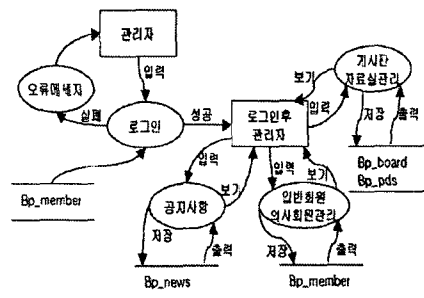 관리자
게시판
자료실관리
보기
오류메세지
입력
실패
로그인
성공
로그인후
관리자
입력
저장
출력
Bp_board
Bp_pds
Bp_member
입력
공지사항
보기
입력
보기
일반회원
의사회원관리
저장
출력
저장
출력
Bp_news
Bp_member